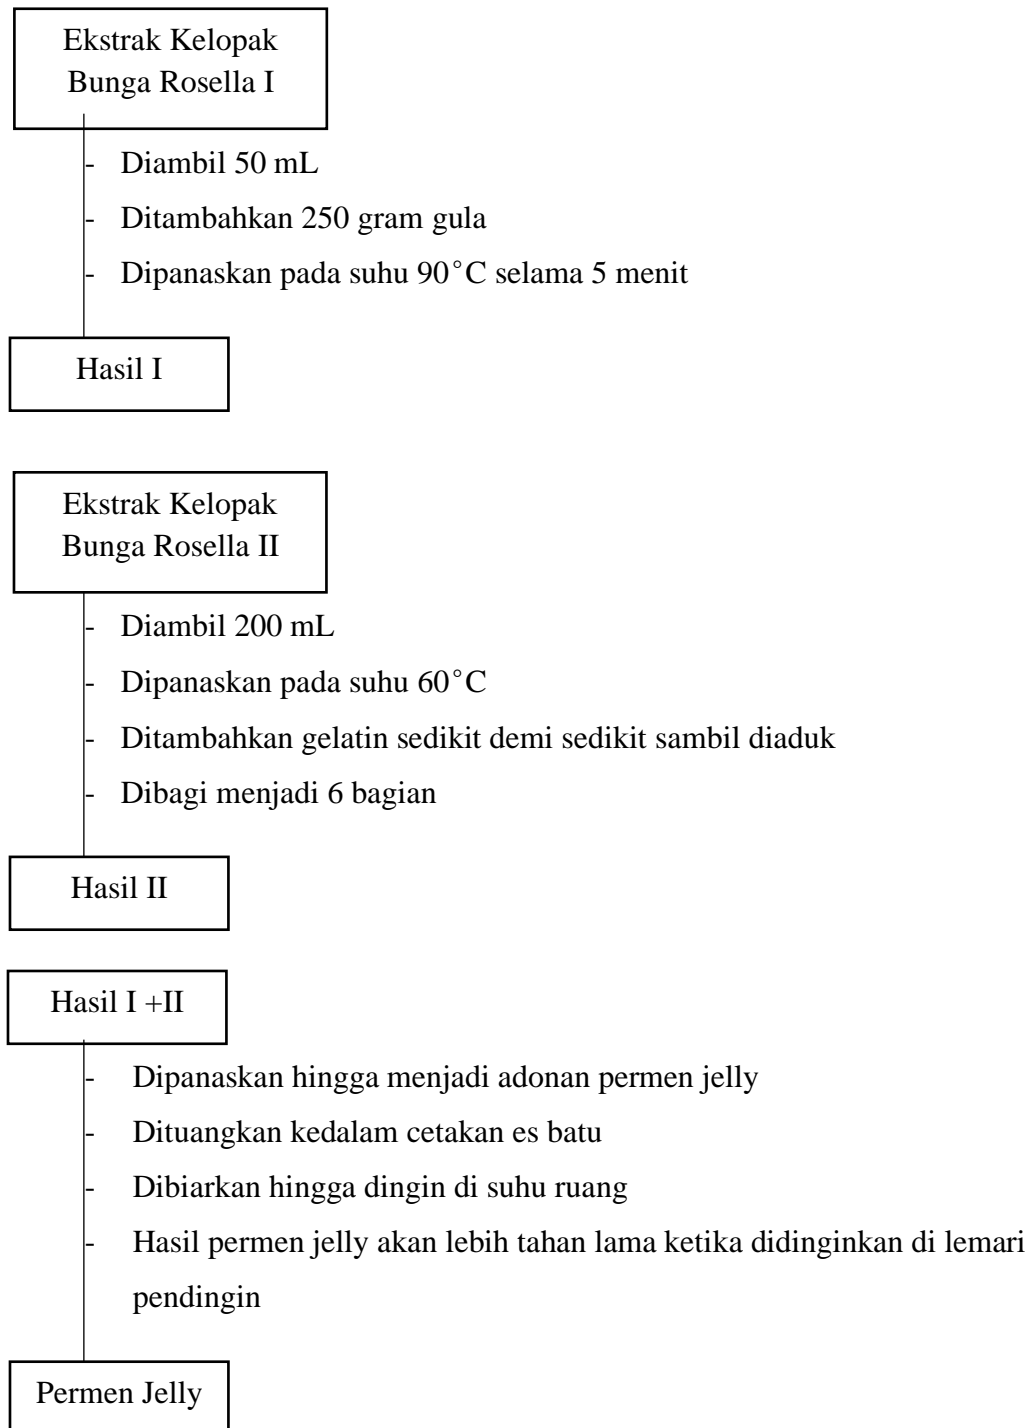 Ekstrak Kelopak
Bunga Rosella I
- Diambil 50 mL
- Ditambahkan 250 gram gula
- Dipanaskan pada suhu 90°C selama 5 menit
Hasil I
Ekstrak Kelopak
Bunga Rosella II
- Diambil 200 mL
- Dipanaskan pada suhu 60°C
- Ditambahkan gelatin sedikit demi sedikit sambil diaduk
- Dibagi menjadi 6 bagian
Hasil II
Hasil I +II
- Dipanaskan hingga menjadi adonan permen jelly
- Dituangkan kedalam cetakan es batu
- Dibiarkan hingga dingin di suhu ruang
- Hasil permen jelly akan lebih tahan lama ketika didinginkan di lemari
pendingin
Permen Jelly